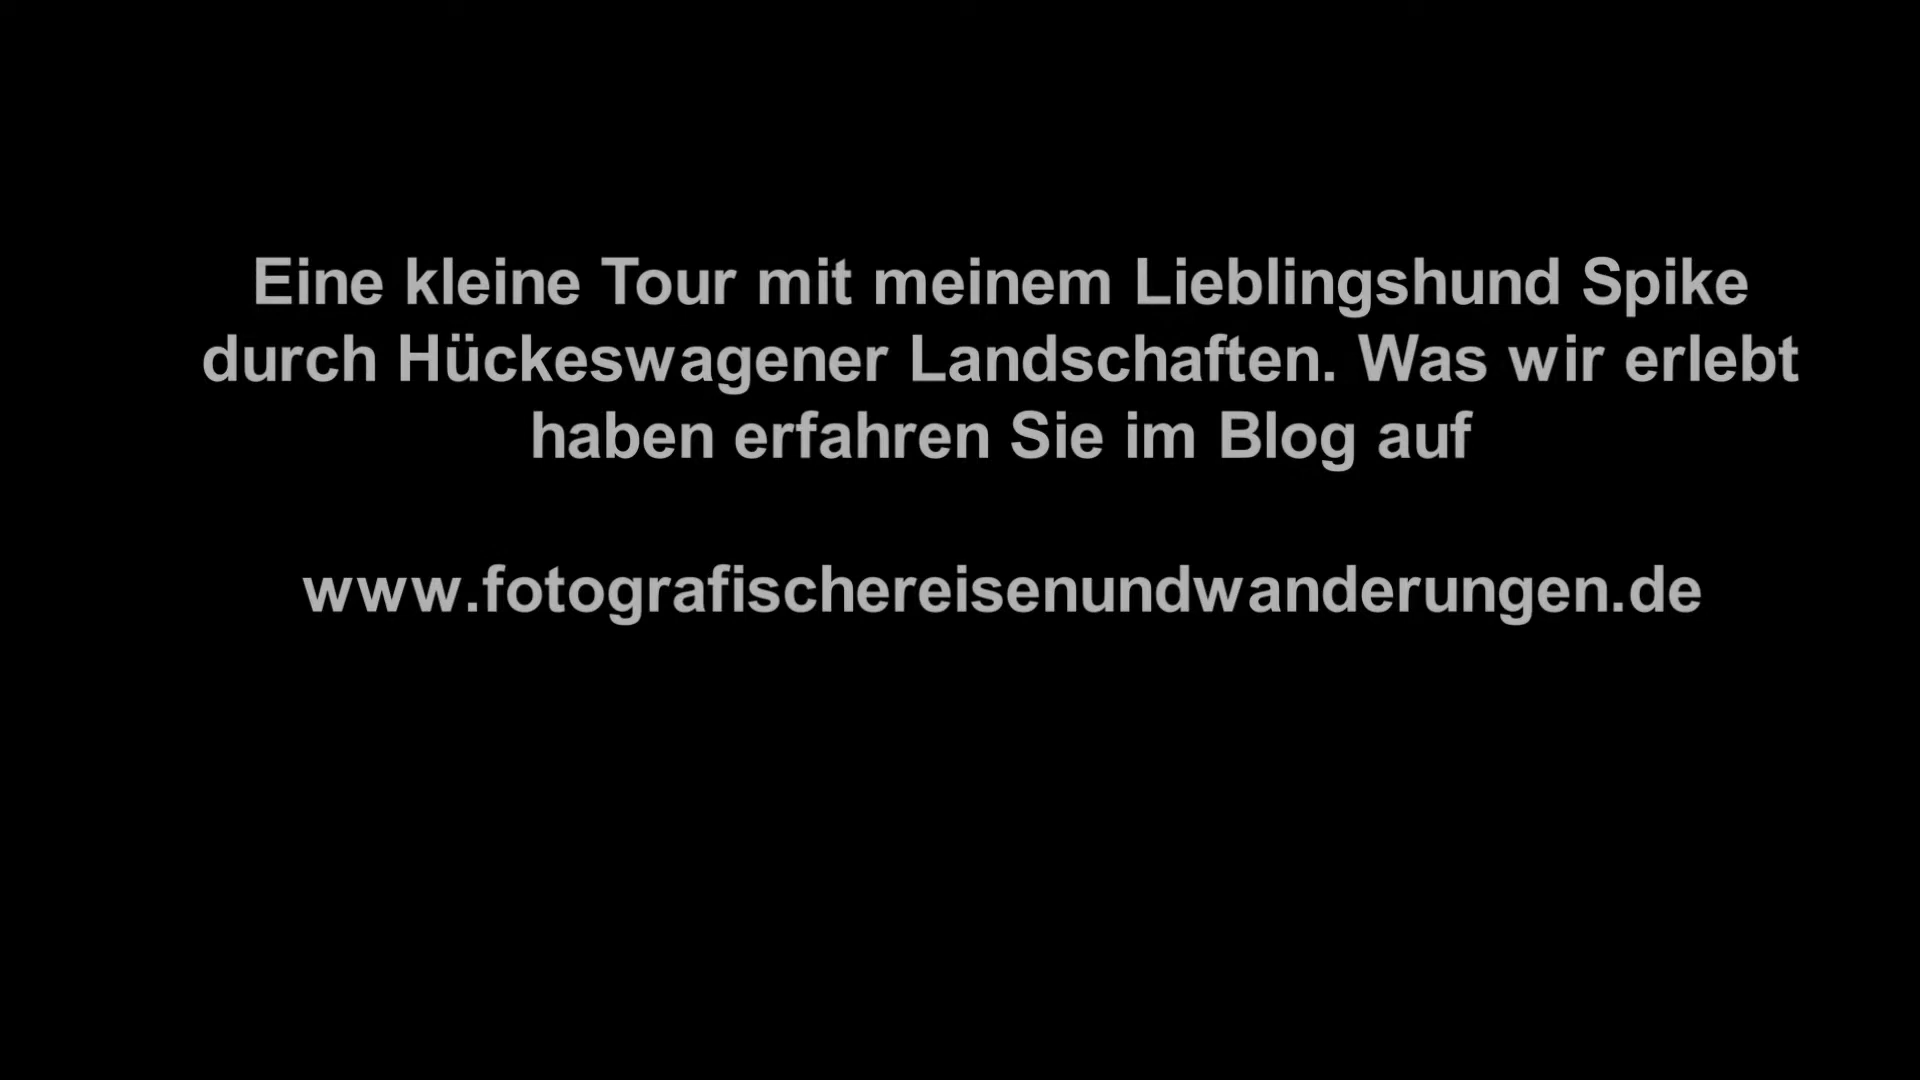 Eine kleine Tour mit meinem Lieblingshund Spike
durch Hückeswagener Landschaften. Was wir erlebt
haben erfahren Sie im Blog auf
www.fotografischereisenundwanderungen.de